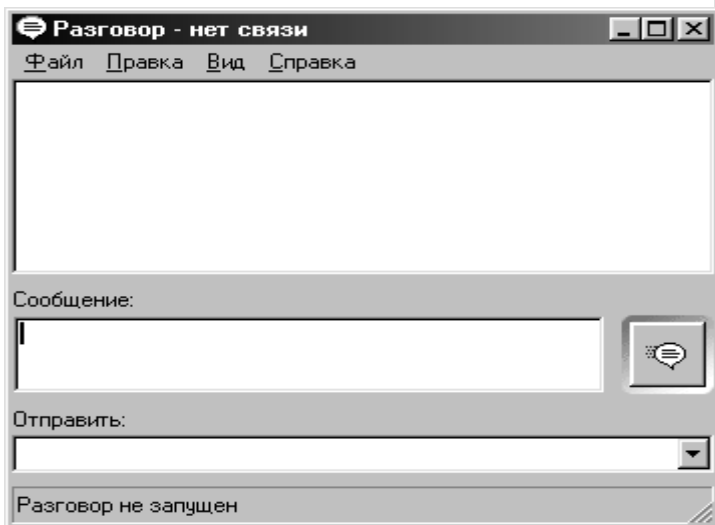 Разговор - нет связи
Файл Правка Вид Справка
Сообщение:
Отправить:
Разговор не запущен